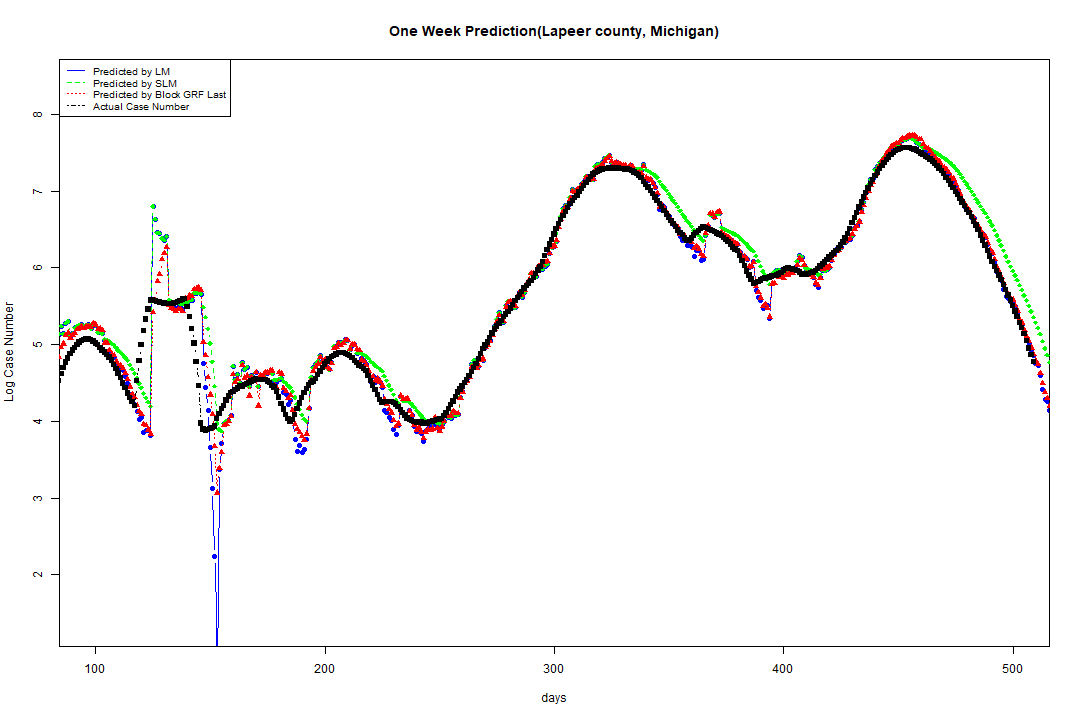 One Week Prediction(Lapeer county, Michigan)
Predicted by LM
Predicted by SLM
Predicted by Block GRF Last
Actual Case Number
8
7
6
5
4
3
2
Log Case Number
100 200 300 400 500
days